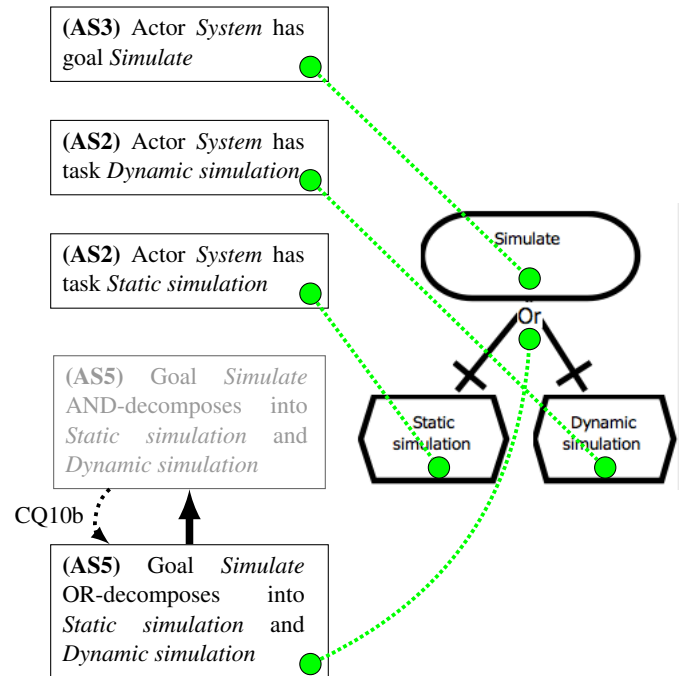 (AS3) Actor System has
goal Simulate
(AS2) Actor System has
task Dynamic simulation
(AS2) Actor System has
task Static simulation
(AS5) Goal Simulate
AND-decomposes into
Static simulation and
Dynamic simulation
CQ10b
(AS5) Goal Simulate
OR-decomposes into
Static simulation and
Dynamic simulation
Simulate
Or
Static
simulation
Dynamic
simulation